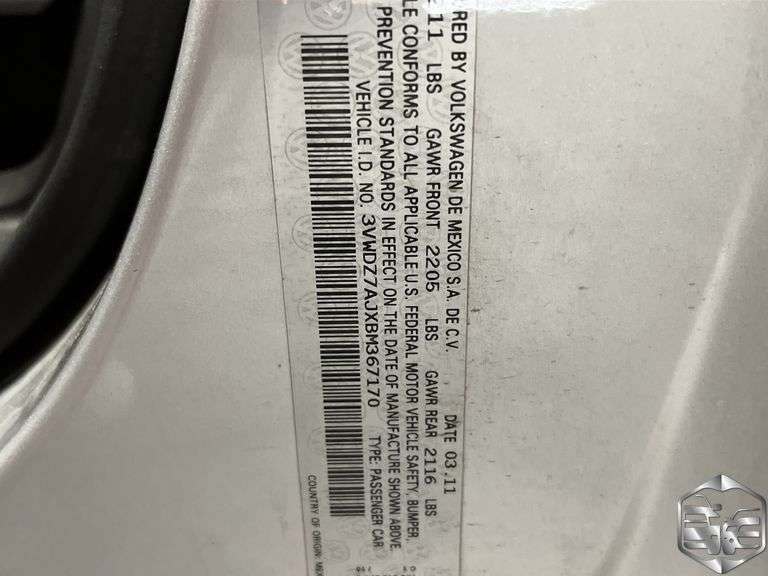 RED BY VOLKSWAGEN DE MEXICO S.A. DE C.V. DATE 03.11
11 LBS GAWR FRONT 2205 LBS GAWR REAR 2116 LBS
LE CONFORMS TO ALL APPLICABLE U.S. FEDERAL MOTOR VEHICLE SAFETY, BUMPER,
PREVENTION STANDARDS IN EFFECT ON THE DATE OF MANUFACTURE SHOWN ABOVE.
VEHICLE I.D. NO. 3VWDZ7AJXBM367170 TYPE: PASSENGER CAR
COUNTRY OF ORIGIN: MEX